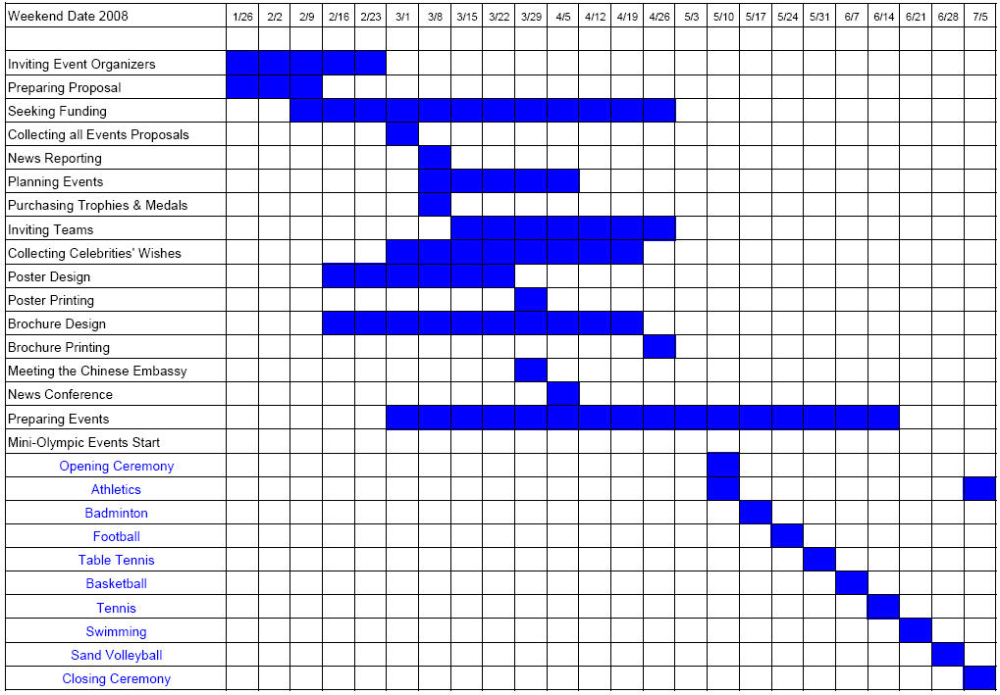 Weekend Date 2008 1/26 2/2 2/9 2/16 2/23 3/1 3/8 3/15 3/22 3/29 4/5 4/12 4/19 4/26 5/3 5/10 5/17 5/24 5/31 6/7 6/14 6/21 6/28 7/5
Inviting Event Organizers
Preparing Proposal
Seeking Funding
Collecting all Events Proposals
News Reporting
Planning Events
Purchasing Trophies & Medals
Inviting Teams
Collecting Celebrities' Wishes
Poster Design
Poster Printing
Brochure Design
Brochure Printing
Meeting the Chinese Embassy
News Conference
Preparing Events
Mini-Olympic Events Start
Opening Ceremony
Athletics
Badminton
Football
Table Tennis
Basketball
Tennis
Swimming
Sand Volleyball
Closing Ceremony